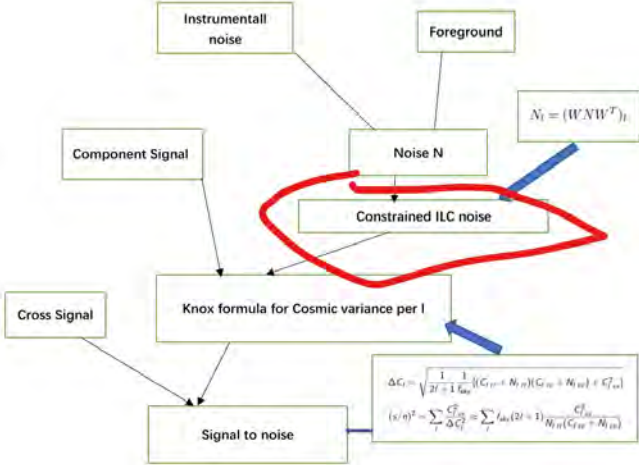 Instrumentall
noise
Foreground
N_l = (WNW^T)_l
Component Signal
Noise N
Constrained ILC noise
Knox formula for Cosmic variance per l
Cross Signal
Signal to noise